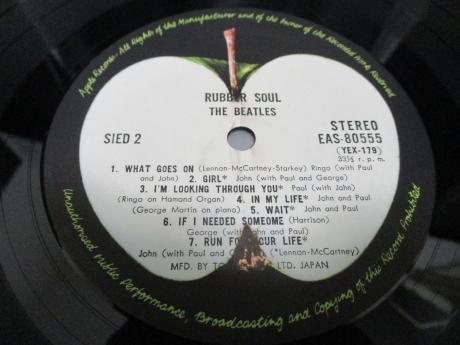 Apple Records-All Rights of the Manufacturer and of the Owner of the Recorded Work Reserved
RUBBER SOUL
THE BEATLES
SIED 2
STEREO
EAS-80555
(YEX-179)
33⅓ r. p. m.
1. WHAT GOES ON (Lennon-McCartney-Starkey) Ringo (with Paul
and John) 2. GIRL* John (with Paul and George)
3. I'M LOOKING THROUGH YOU* Paul (with John)
(Ringo on Hamond Organ) 4. IN MY LIFE* John and Paul
(George Martin on piano) 5. WAIT* John and Paul
6. IF I NEEDED SOMEONE (Harrison)
George (with John and Paul)
7. RUN FOR YOUR LIFE*
John (with Paul and G (*Lennon-McCartney)
MFD. BY TO LTD. JAPAN
Unauthorised Public Performance, Broadcasting and Copying of this Record Prohibited